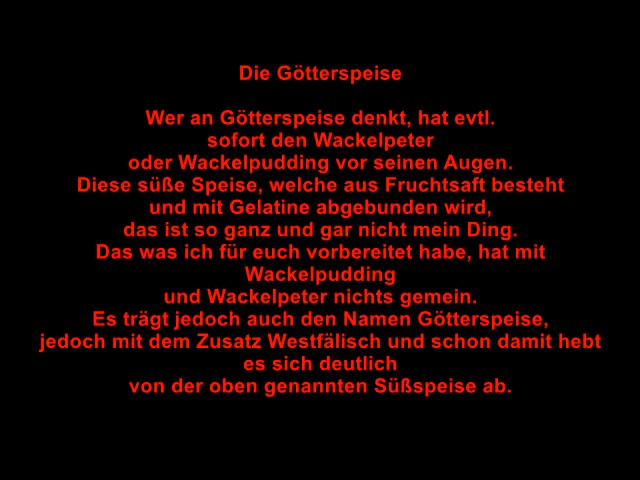 Die Götterspeise
Wer an Götterspeise denkt, hat evtl.
sofort den Wackelpeter
oder Wackelpudding vor seinen Augen.
Diese süße Speise, welche aus Fruchtsaft besteht
und mit Gelatine abgebunden wird,
das ist so ganz und gar nicht mein Ding.
Das was ich für euch vorbereitet habe, hat mit
Wackelpudding
und Wackelpeter nichts gemein.
Es trägt jedoch auch den Namen Götterspeise,
jedoch mit dem Zusatz Westfälisch und schon damit hebt
es sich deutlich
von der oben genannten Süßspeise ab.